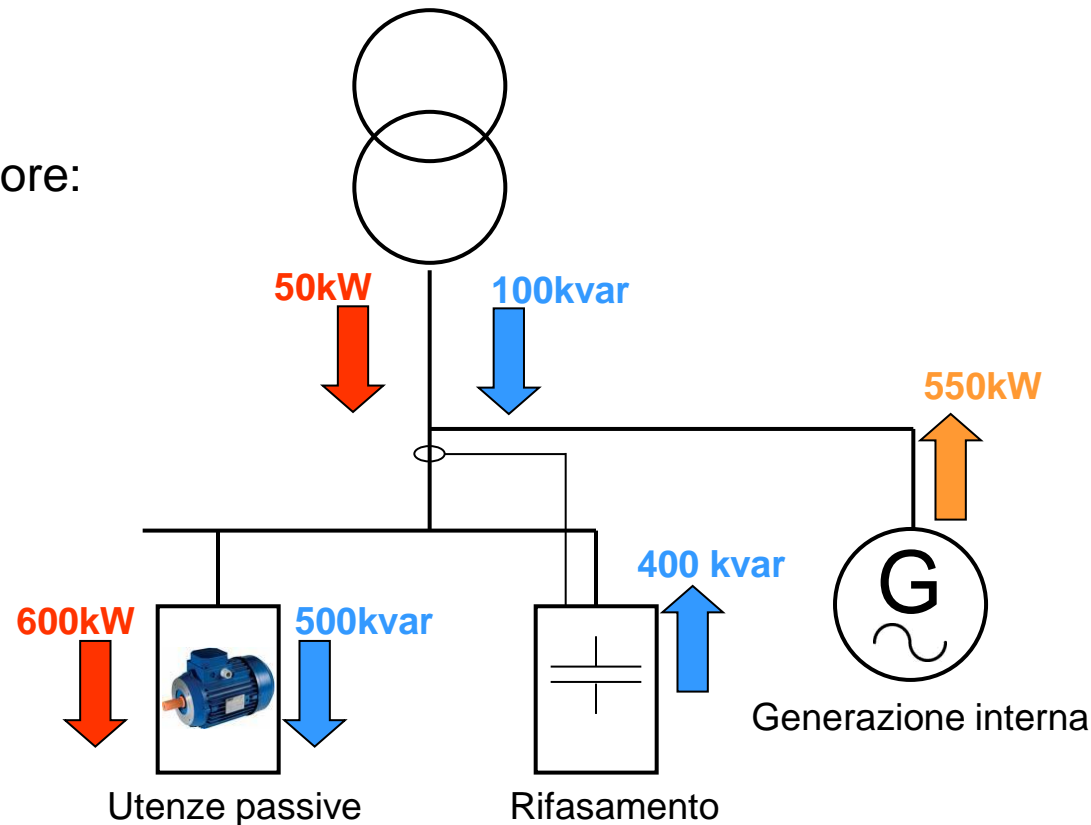 ore:
50kW
100kvar
550kW
400 kvar
G
600kW
500kvar
Generazione interna
Utenze passive
Rifasamento